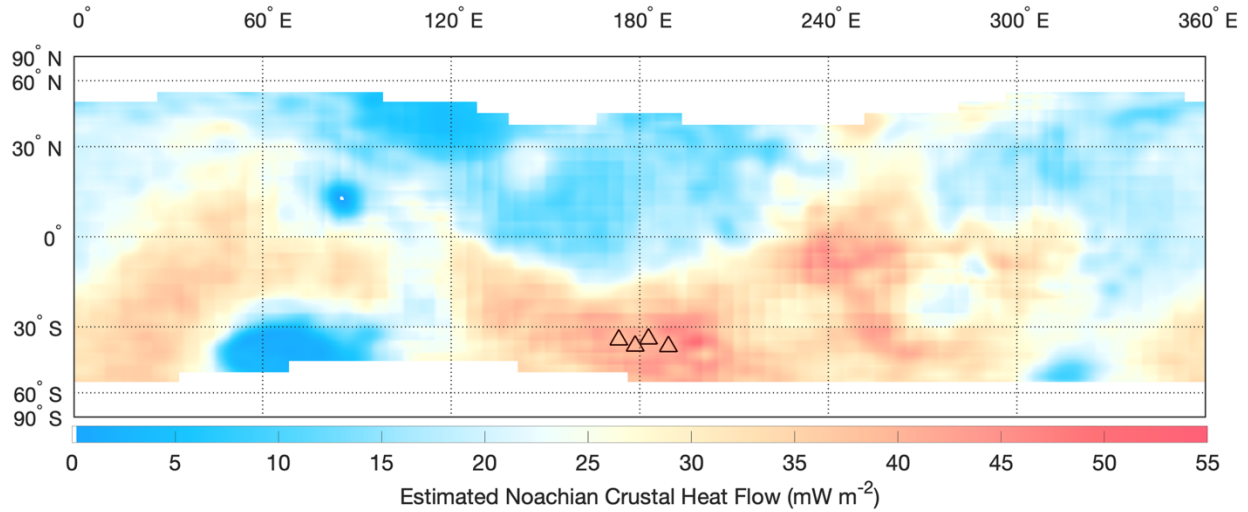 0° 60° E 120° E 180° E 240° E 300° E 360° E
90° N
60° N
30° N
0°
30° S
60° S
90° S
0 5 10 15 20 25 30 35 40 45 50 55
Estimated Noachian Crustal Heat Flow (mW m⁻²)